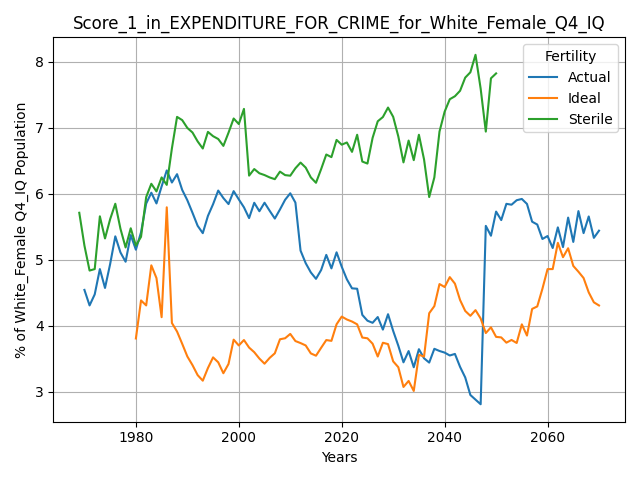 Score_1_in_EXPENDITURE_FOR_CRIME_for_White_Female_Q4_IQ
% of White_Female Q4_IQ Population
8
7
6
5
4
3
Fertility
Actual
Ideal
Sterile
1980 2000 2020 2040 2060
Years